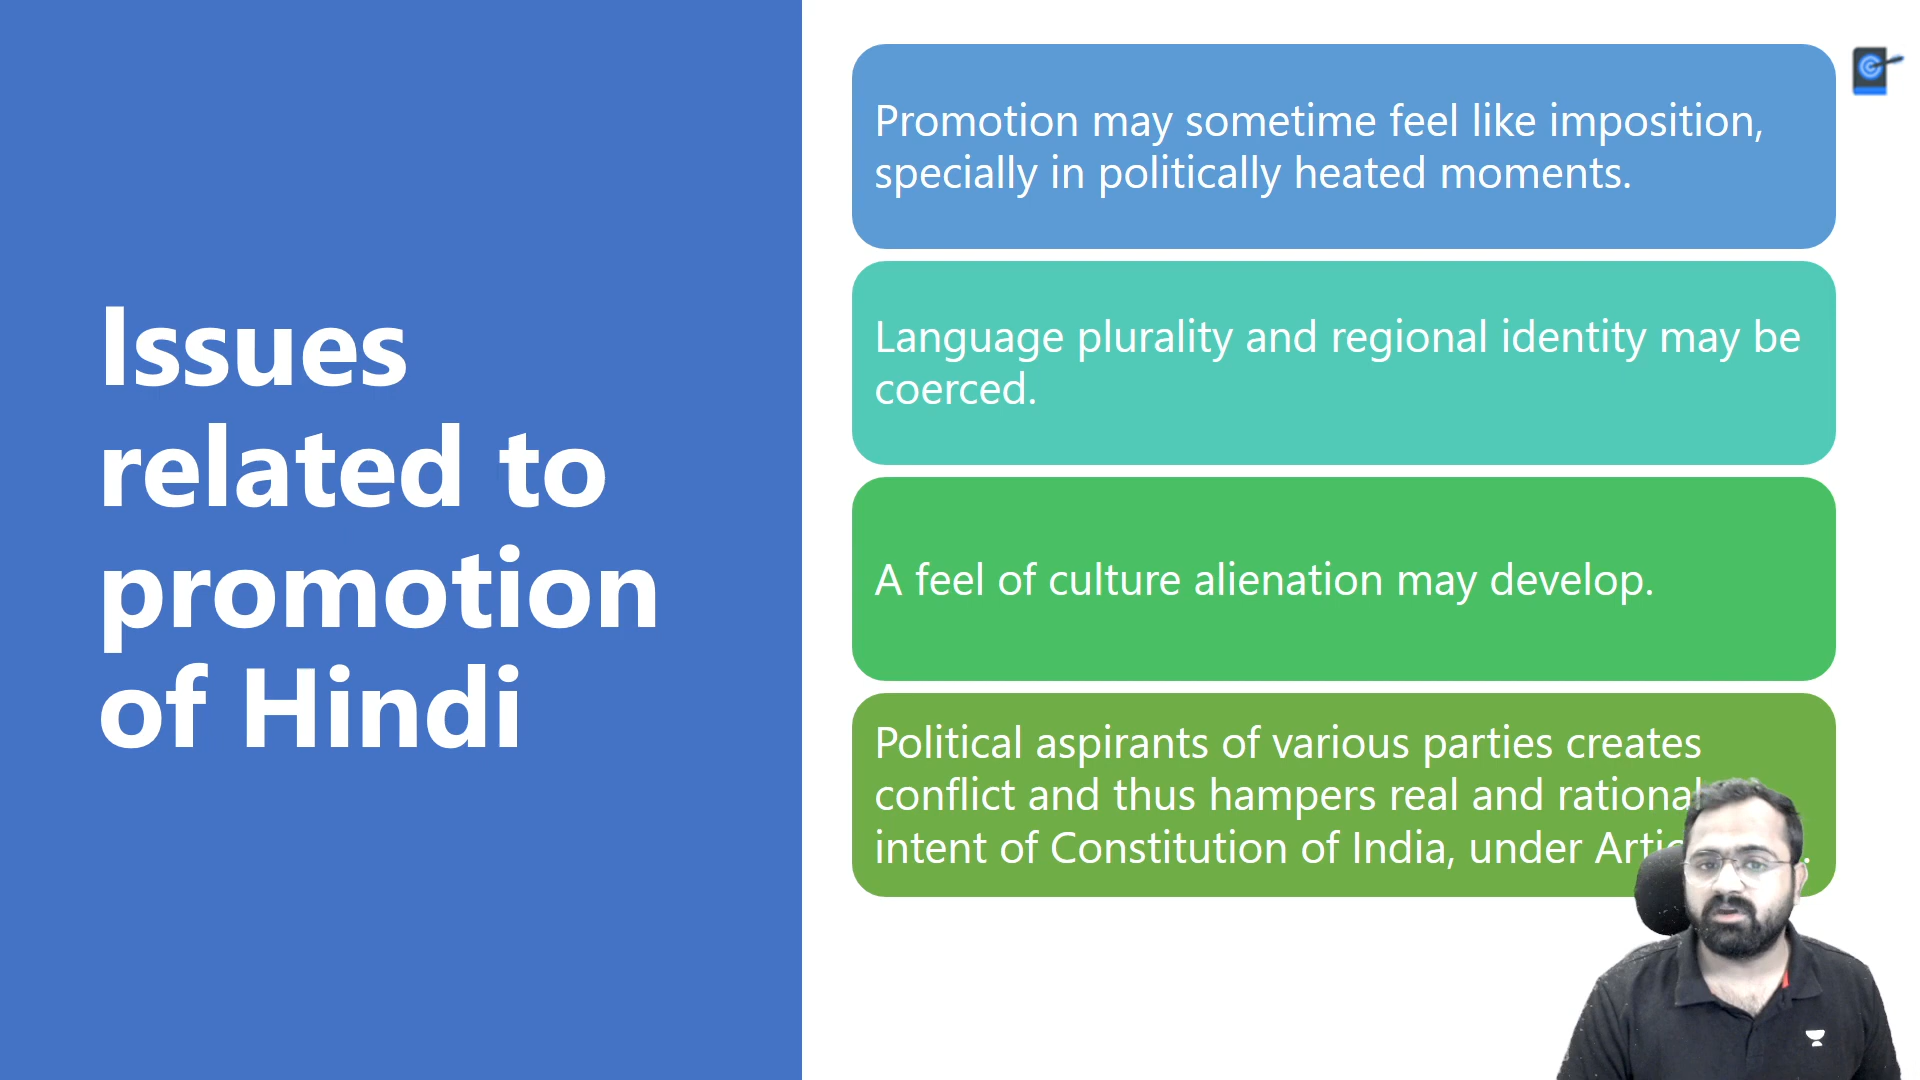 Issues
related to
promotion
of Hindi
Promotion may sometime feel like imposition,
specially in politically heated moments.
Language plurality and regional identity may be
coerced.
A feel of culture alienation may develop.
Political aspirants of various parties creates
conflict and thus hampers real and rational
intent of Constitution of India, under